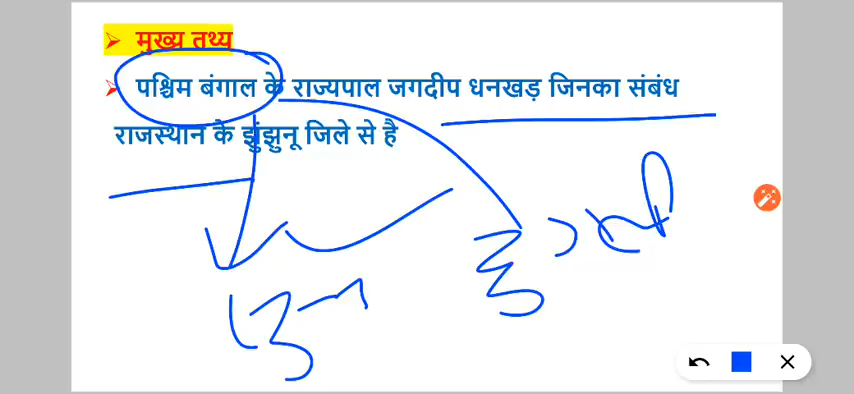 मुख्य तथ्य
पश्चिम बंगाल के राज्यपाल जगदीप धनखड़ जिनका संबंध
राजस्थान के झुंझुनू जिले से है